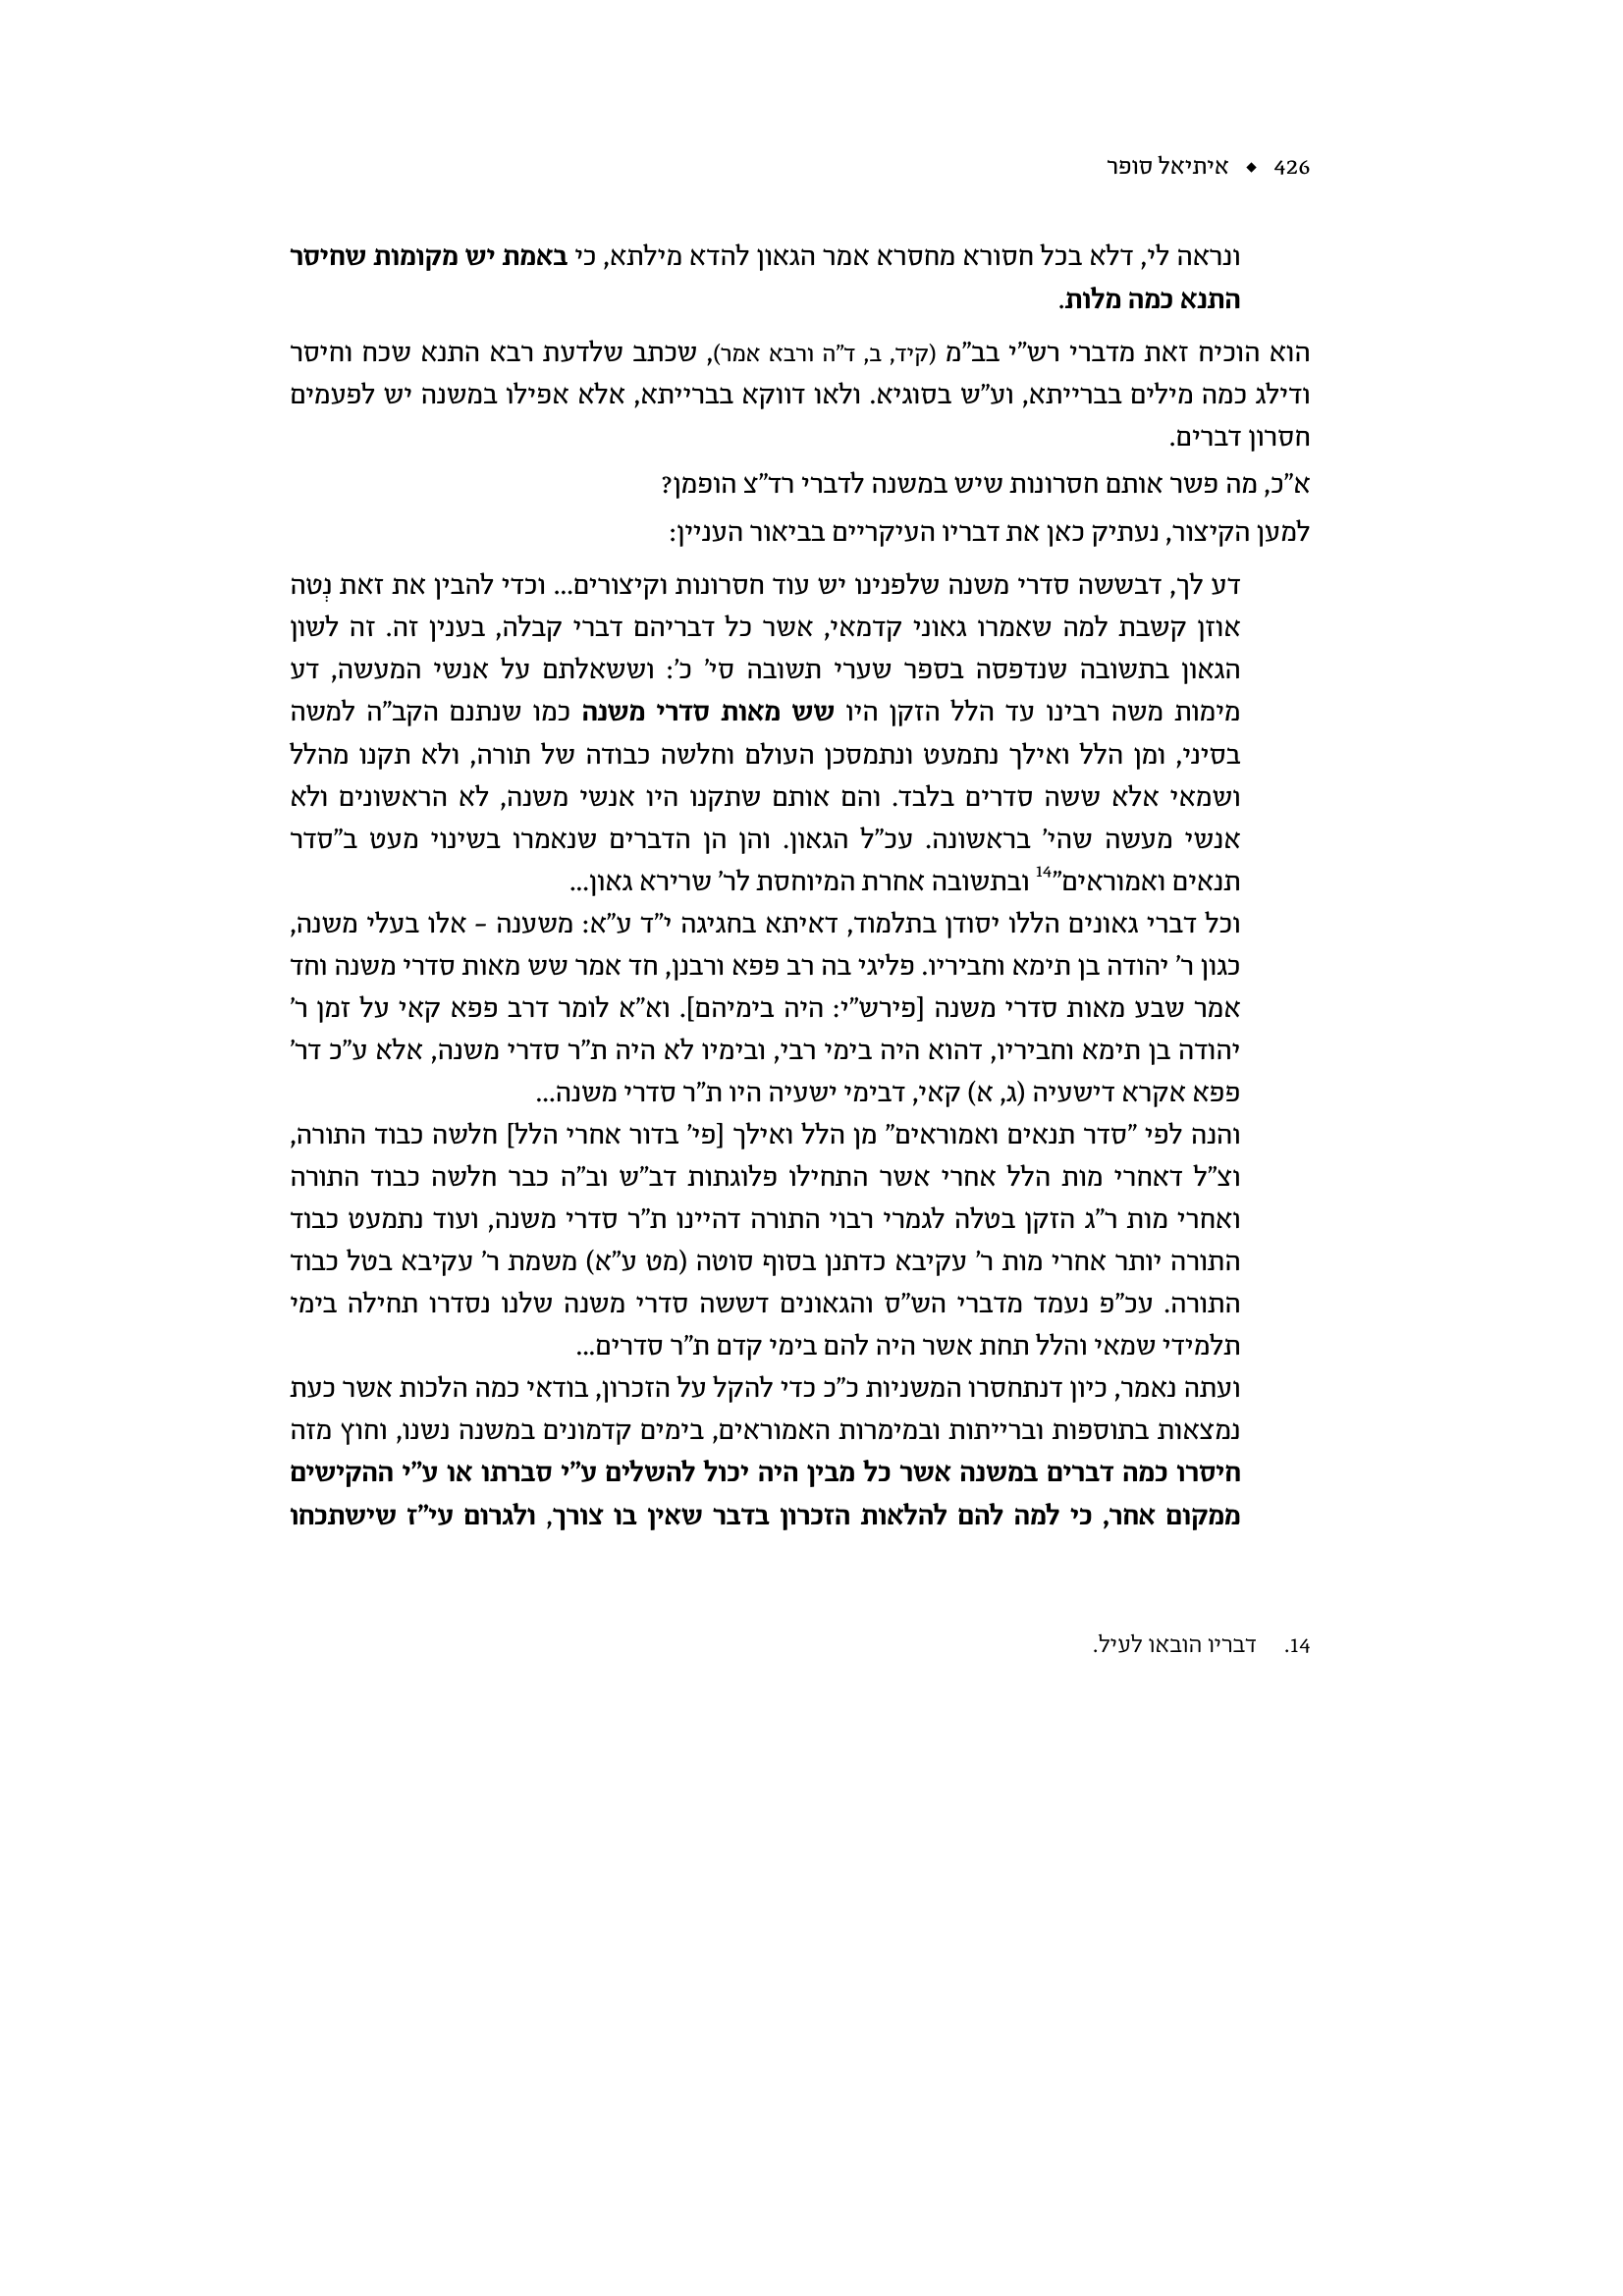 426 ◆ איתיאל סופר
ונראה לי, דלא בכל חסורא מחסרא אמר הגאון להדא מילתא, כי באמת יש מקומות שחיסר
התנא כמה מלות.
הוא הוכיח זאת מדברי רש”י בב”מ (קיד, ב, ד”ה ורבא אמר), שכתב שלדעת רבא התנא שכח וחיסר
ודילג כמה מילים בברייתא, וע”ש בסוגיא. ולאו דווקא בברייתא, אלא אפילו במשנה יש לפעמים
חסרון דברים.
א”כ, מה פשר אותם חסרונות שיש במשנה לדברי רד”צ הופמן?
למען הקיצור, נעתיק כאן את דבריו העיקריים בביאור העניין:
דע לך, דבששה סדרי משנה שלפנינו יש עוד חסרונות וקיצורים... וכדי להבין את זאת נְטה
אוזן קשבת למה שאמרו גאוני קדמאי, אשר כל דבריהם דברי קבלה, בענין זה. זה לשון
הגאון בתשובה שנדפסה בספר שערי תשובה סי’ כ’: וששאלתם על אנשי המעשה, דע
מימות משה רבינו עד הלל הזקן היו שש מאות סדרי משנה כמו שנתנם הקב”ה למשה
בסיני, ומן הלל ואילך נתמעט ונתמסכן העולם וחלשה כבודה של תורה, ולא תקנו מהלל
ושמאי אלא ששה סדרים בלבד. והם אותם שתקנו היו אנשי משנה, לא הראשונים ולא
אנשי מעשה שהי’ בראשונה. עכ”ל הגאון. והן הן הדברים שנאמרו בשינוי מעט ב”סדר
תנאים ואמוראים”14 ובתשובה אחרת המיוחסת לר’ שרירא גאון...
וכל דברי גאונים הללו יסודן בתלמוד, דאיתא בחגיגה י”ד ע”א: משענה – אלו בעלי משנה,
כגון ר’ יהודה בן תימא וחביריו. פליגי בה רב פפא ורבנן, חד אמר שש מאות סדרי משנה וחד
אמר שבע מאות סדרי משנה [פירש”י: היה בימיהם]. וא”א לומר דרב פפא קאי על זמן ר’
יהודה בן תימא וחביריו, דהוא היה בימי רבי, ובימיו לא היה ת”ר סדרי משנה, אלא ע”כ דר’
פפא אקרא דישעיה (ג, א) קאי, דבימי ישעיה היו ת”ר סדרי משנה...
והנה לפי ”סדר תנאים ואמוראים” מן הלל ואילך [פי’ בדור אחרי הלל] חלשה כבוד התורה,
וצ”ל דאחרי מות הלל אחרי אשר התחילו פלוגתות דב”ש וב”ה כבר חלשה כבוד התורה
ואחרי מות ר”ג הזקן בטלה לגמרי רבוי התורה דהיינו ת”ר סדרי משנה, ועוד נתמעט כבוד
התורה יותר אחרי מות ר’ עקיבא כדתנן בסוף סוטה (מט ע”א) משמת ר’ עקיבא בטל כבוד
התורה. עכ”פ נעמד מדברי הש”ס והגאונים דששה סדרי משנה שלנו נסדרו תחילה בימי
תלמידי שמאי והלל תחת אשר היה להם בימי קדם ת”ר סדרים...
ועתה נאמר, כיון דנתחסרו המשניות כ”כ כדי להקל על הזכרון, בודאי כמה הלכות אשר כעת
נמצאות בתוספות וברייתות ובמימרות האמוראים, בימים קדמונים במשנה נשנו, וחוץ מזה
חיסרו כמה דברים במשנה אשר כל מבין היה יכול להשלים ע”י סברתו או ע”י ההקישים
ממקום אחר, כי למה להם להלאות הזכרון בדבר שאין בו צורך, ולגרום עי”ז שישתכחו
14. דבריו הובאו לעיל.